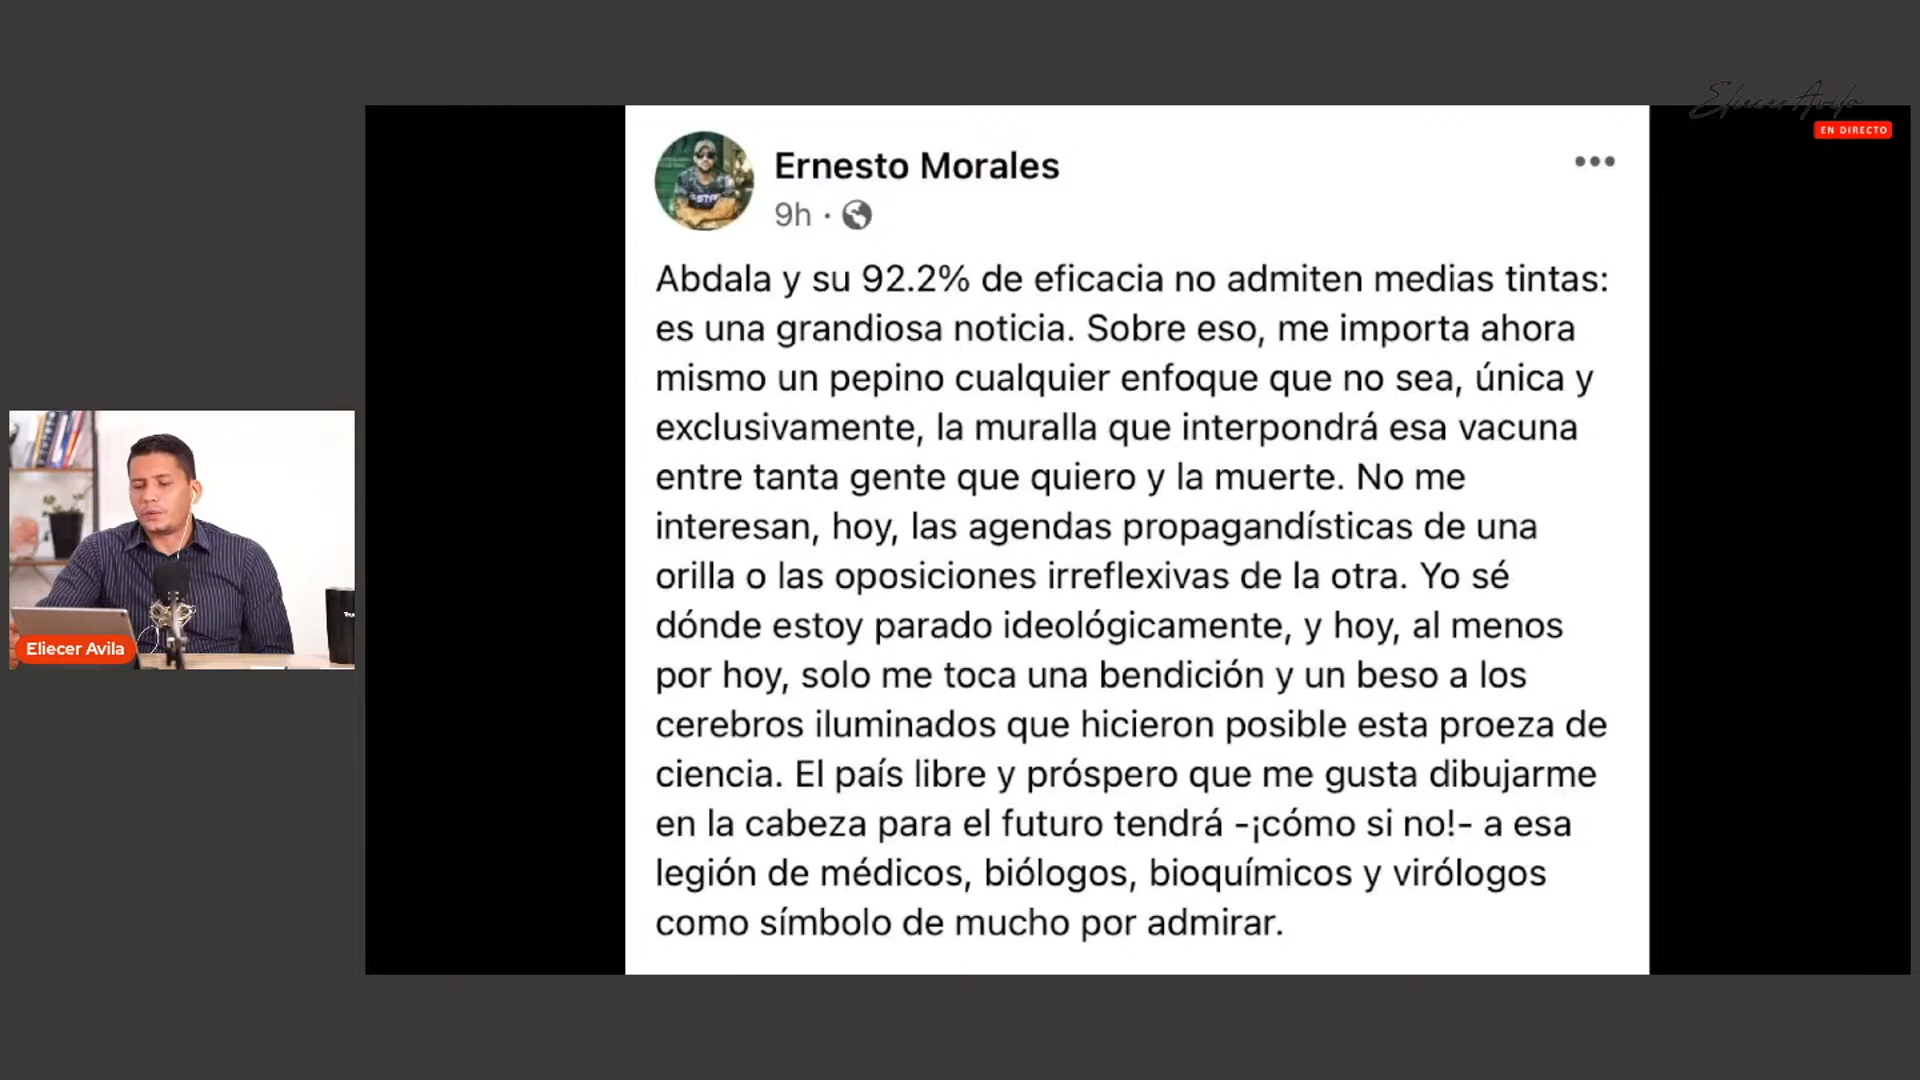 Eliecer Avila
EN DIRECTO
Ernesto Morales
9h ·
Abdala y su 92.2% de eficacia no admiten medias tintas:
es una grandiosa noticia. Sobre eso, me importa ahora
mismo un pepino cualquier enfoque que no sea, única y
exclusivamente, la muralla que interpondrá esa vacuna
entre tanta gente que quiero y la muerte. No me
interesan, hoy, las agendas propagandísticas de una
orilla o las oposiciones irreflexivas de la otra. Yo sé
dónde estoy parado ideológicamente, y hoy, al menos
por hoy, solo me toca una bendición y un beso a los
cerebros iluminados que hicieron posible esta proeza de
ciencia. El país libre y próspero que me gusta dibujarme
en la cabeza para el futuro tendrá -¡cómo si no!- a esa
legión de médicos, biólogos, bioquímicos y virólogos
como símbolo de mucho por admirar.
Eliecer Avila